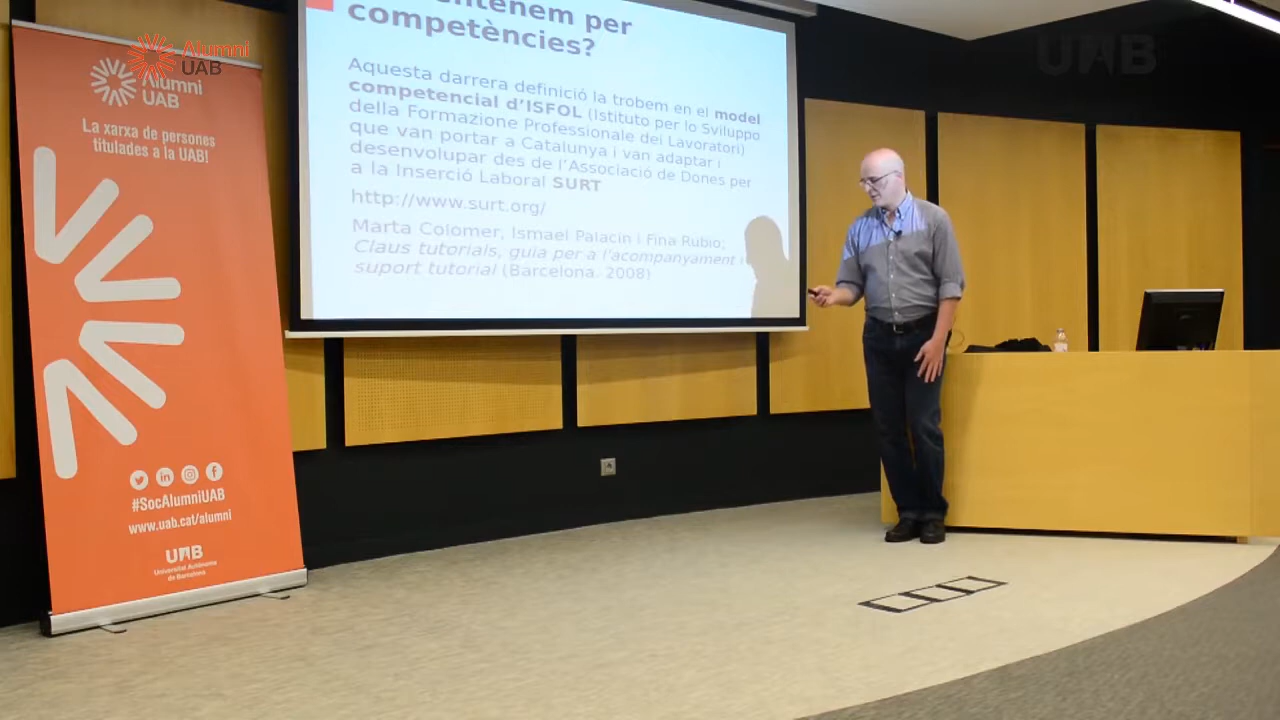 Alumni
UAB
Alumni
UAB
La xarxa de persones
titulades a la UAB!
#SocAlumniUAB
www.uab.cat/alumni
UAB
Universitat Autònoma
de Barcelona
entenem per
competències?
Aquesta darrera definició la trobem en el model
competencial d’ISFOL (Istituto per lo Sviluppo
della Formazione Professionale dei Lavoratori)
que van portar a Catalunya i van adaptar i
desenvolupar des de l’Associació de Dones per
a la Inserció Laboral SURT
http://www.surt.org/
Marta Colomer, Ismael Palacín i Fina Rubio;
Claus tutorials, guia per a l’acompanyament i
suport tutorial (Barcelona. 2008)
UAB